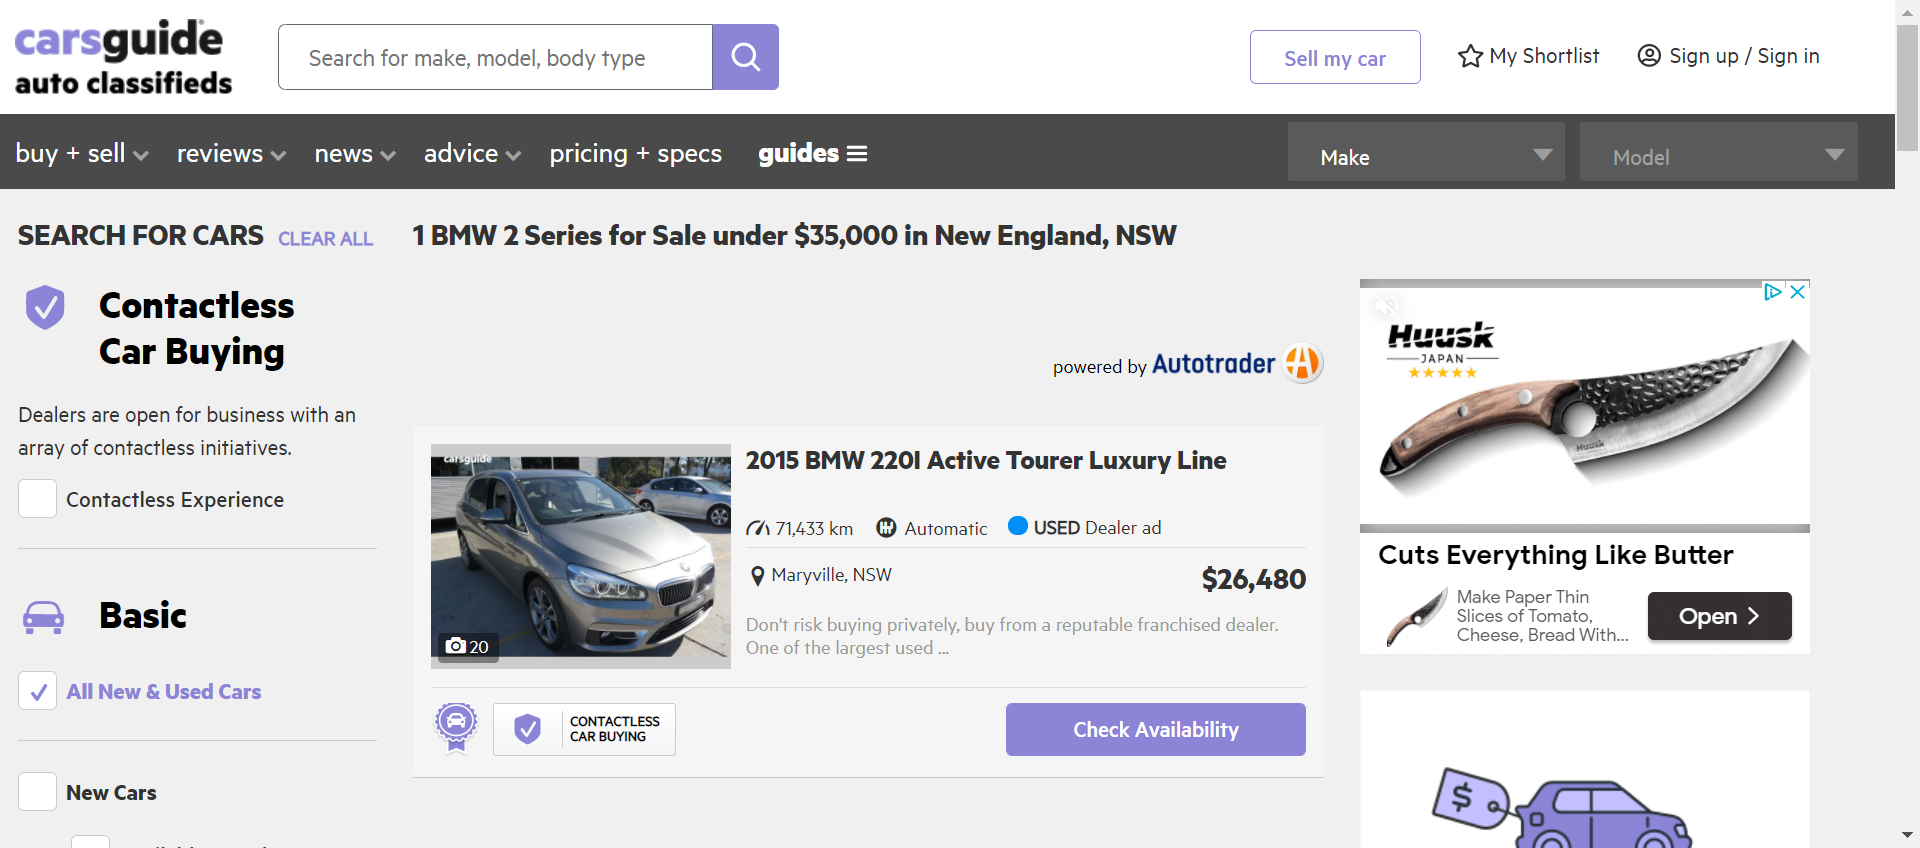 carsguide
auto classifieds
Search for make, model, body type
Sell my car
My Shortlist
Sign up / Sign in
buy + sell
reviews
news
advice
pricing + specs
guides
Make
Model
SEARCH FOR CARS
CLEAR ALL
1 BMW 2 Series for Sale under $35,000 in New England, NSW
Contactless
Car Buying
Dealers are open for business with an
array of contactless initiatives.
Contactless Experience
Basic
All New & Used Cars
New Cars
powered by Autotrader
carsguide
20
2015 BMW 220I Active Tourer Luxury Line
71,433 km
Automatic
USED Dealer ad
Maryville, NSW
$26,480
Don't risk buying privately, buy from a reputable franchised dealer.
One of the largest used ...
CONTACTLESS
CAR BUYING
Check Availability
Huusk
JAPAN
Huusk
Cuts Everything Like Butter
Make Paper Thin
Slices of Tomato,
Cheese, Bread With...
Open
$